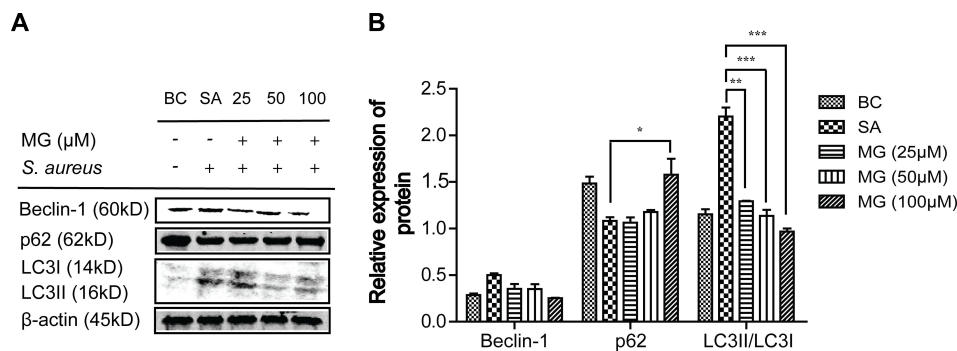 A
BC SA 25 50 100
MG (µM) - - + + +
S. aureus - + + + +
Beclin-1 (60kD)
p62 (62kD)
LC3I (14kD)
LC3II (16kD)
β-actin (45kD)
B
Relative expression of
protein
2.5
2.0
1.5
1.0
0.5
0.0
*
***
***
**
Beclin-1 p62 LC3II/LC3I
BC
SA
MG (25µM)
MG (50µM)
MG (100µM)